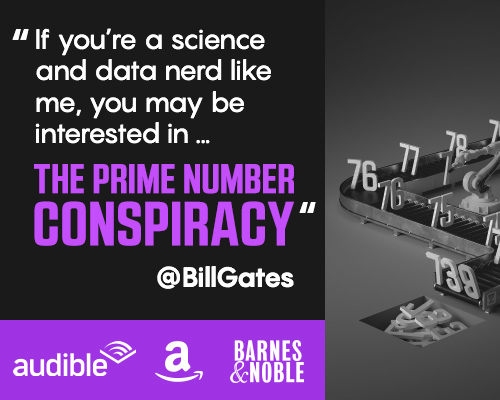 “If you’re a science
and data nerd like
me, you may be
interested in ...
THE PRIME NUMBER
CONSPIRACY“
@BillGates
audible
a
BARNES
&NOBLE
76
77
78
76
75
739